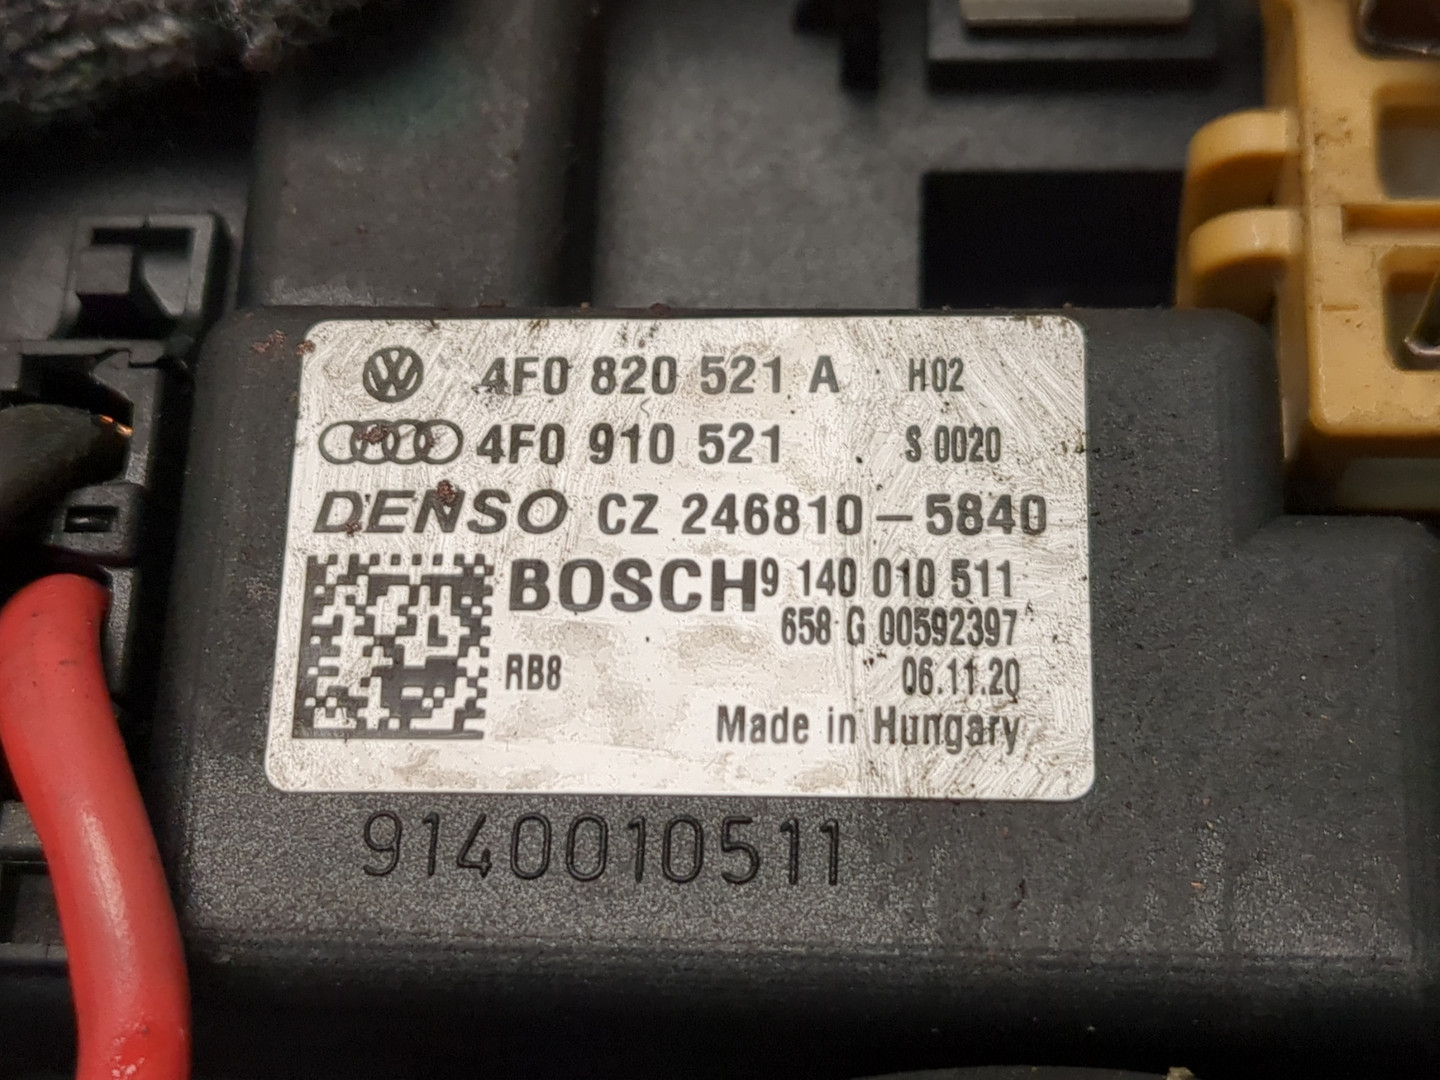 4F0 820 521 A H02
4F0 910 521 S 0020
DENSO CZ 246810-5840
BOSCH 9 140 010 511
658 G 00592397
RB8 06.11.20
Made in Hungary
9140010511